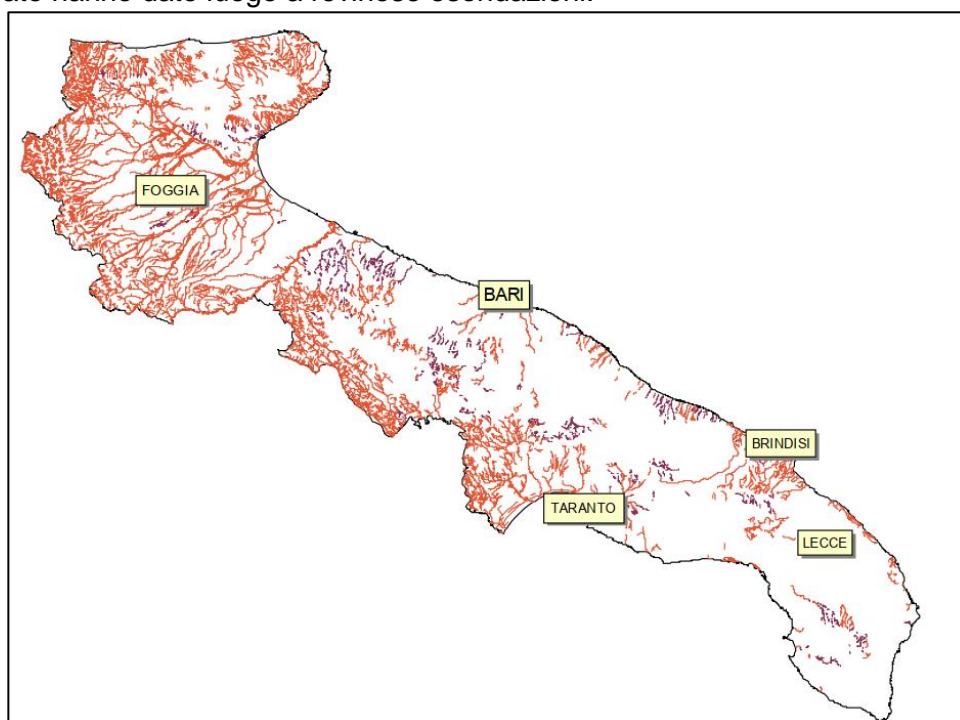 hanno dato luogo a rovinose esondazioni.
FOGGIA
BARI
BRINDISI
TARANTO
LECCE